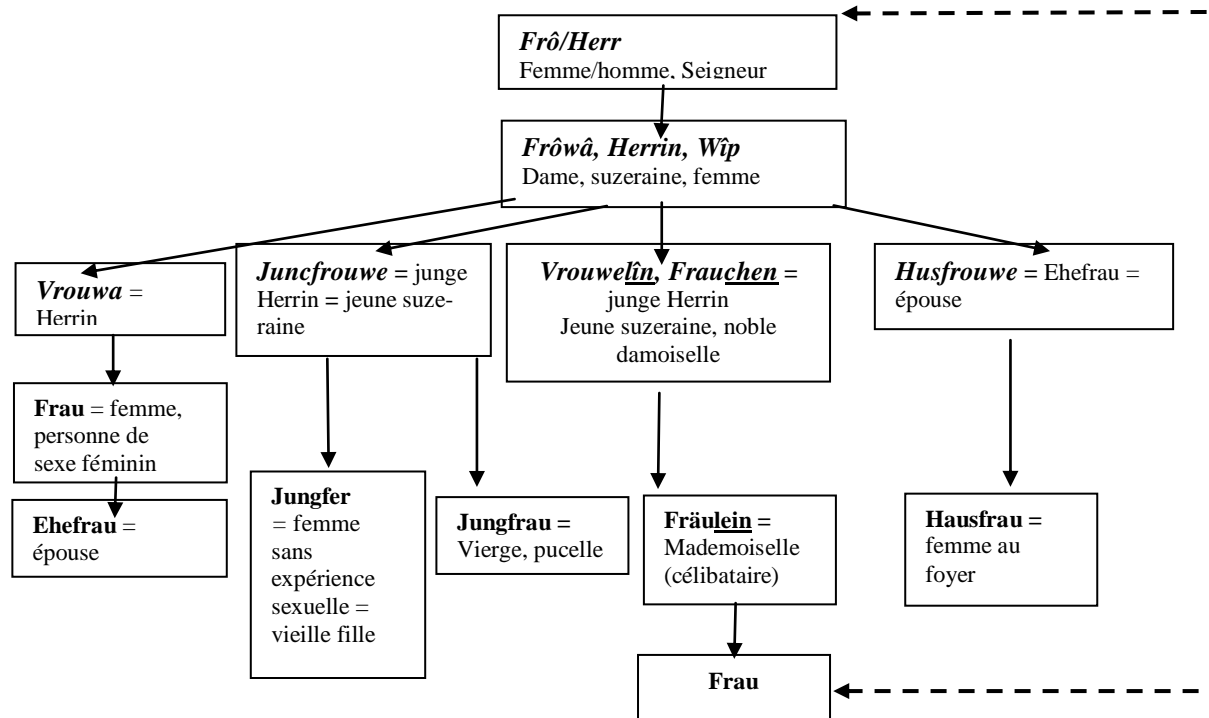 Frô/Herr
Femme/homme, Seigneur
Frôwâ, Herrin, Wîp
Dame, suzeraine, femme
Vrouwa =
Herrin
Juncfrouwe = junge
Herrin = jeune suze-
raine
Vrouwelîn, Frauchen =
junge Herrin
Jeune suzeraine, noble
damoiselle
Husfrouwe = Ehefrau =
épouse
Frau = femme,
personne de
sexe féminin
Ehefrau =
épouse
Jungfer
= femme
sans
expérience
sexuelle =
vieille fille
Jungfrau =
Vierge, pucelle
Fräulein =
Mademoiselle
(célibataire)
Hausfrau =
femme au
foyer
Frau